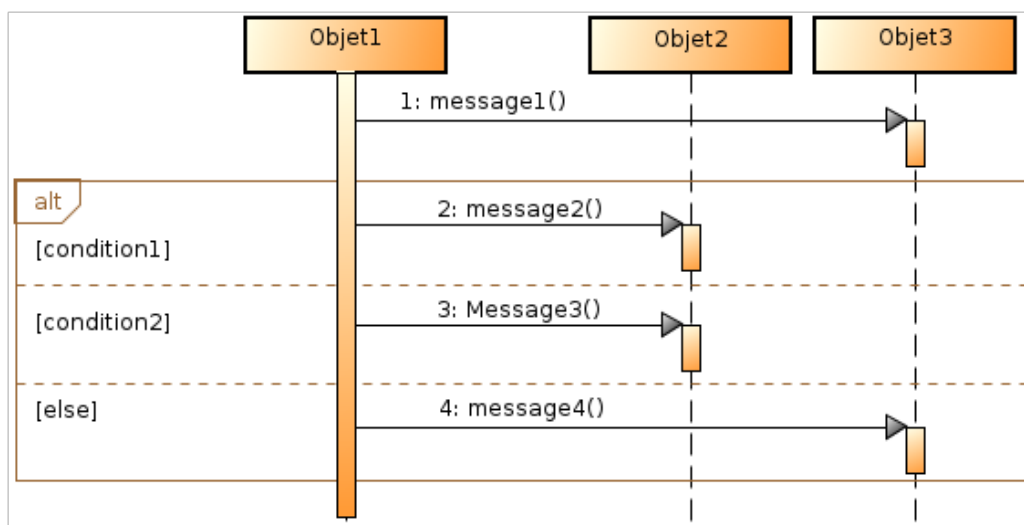 Objet1
Objet2
Objet3
1: message1()
alt
2: message2()
[condition1]
3: Message3()
[condition2]
4: message4()
[else]